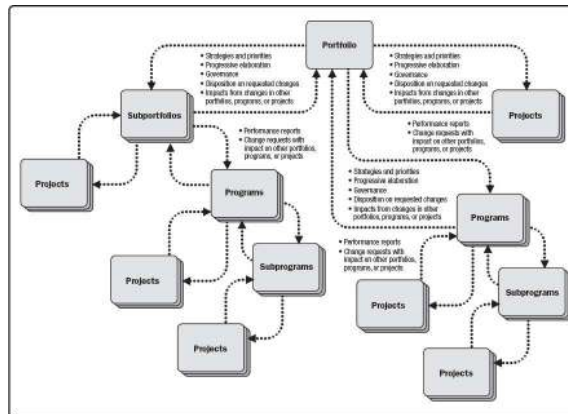 Portfolio
• Strategies and priorities
• Progressive elaboration
• Governance
• Disposition on requested changes
• Impacts from changes in other
portfolios, programs, or projects
• Strategies and priorities
• Progressive elaboration
• Governance
• Disposition on requested changes
• Impacts from changes in other
portfolios, programs, or projects
Subportfolios
Projects
• Performance reports
• Change requests with
impact on other portfolios,
programs, or projects
• Performance reports
• Change requests with
impact on other portfolios,
programs, or projects
Projects
Programs
• Strategies and priorities
• Progressive elaboration
• Governance
• Disposition on requested changes
• Impacts from changes in other
portfolios, programs, or projects
Programs
• Performance reports
• Change requests with
impact on other portfolios,
programs, or projects
Projects
Subprograms
Projects
Subprograms
Projects
Projects